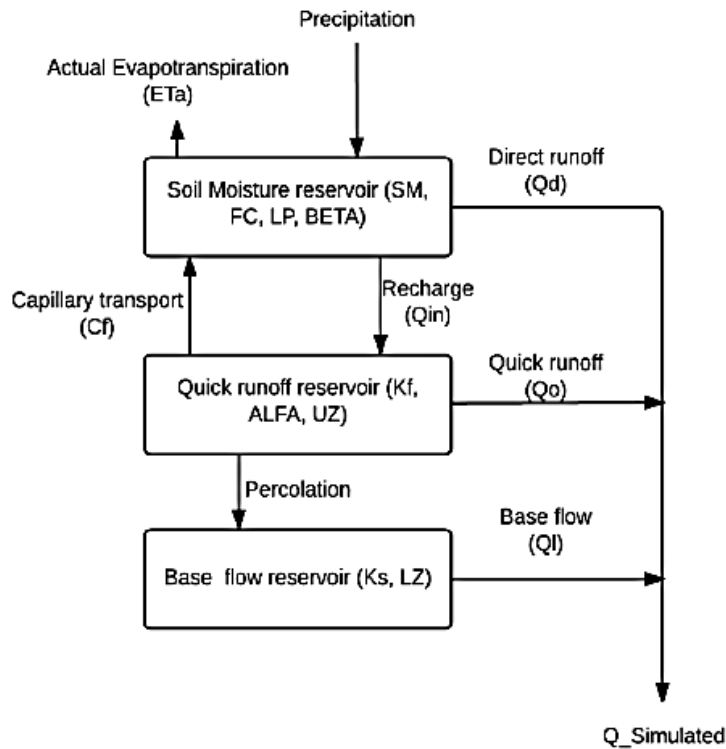 Precipitation
Actual Evapotranspiration
(ETa)
Direct runoff
(Qd)
Soil Moisture reservoir (SM,
FC, LP, BETA)
Capillary transport
(Cf)
Recharge
(Qin)
Quick runoff
(Qo)
Quick runoff reservoir (Kf,
ALFA, UZ)
Percolation
Base flow
(Ql)
Base flow reservoir (Ks, LZ)
Q_Simulated